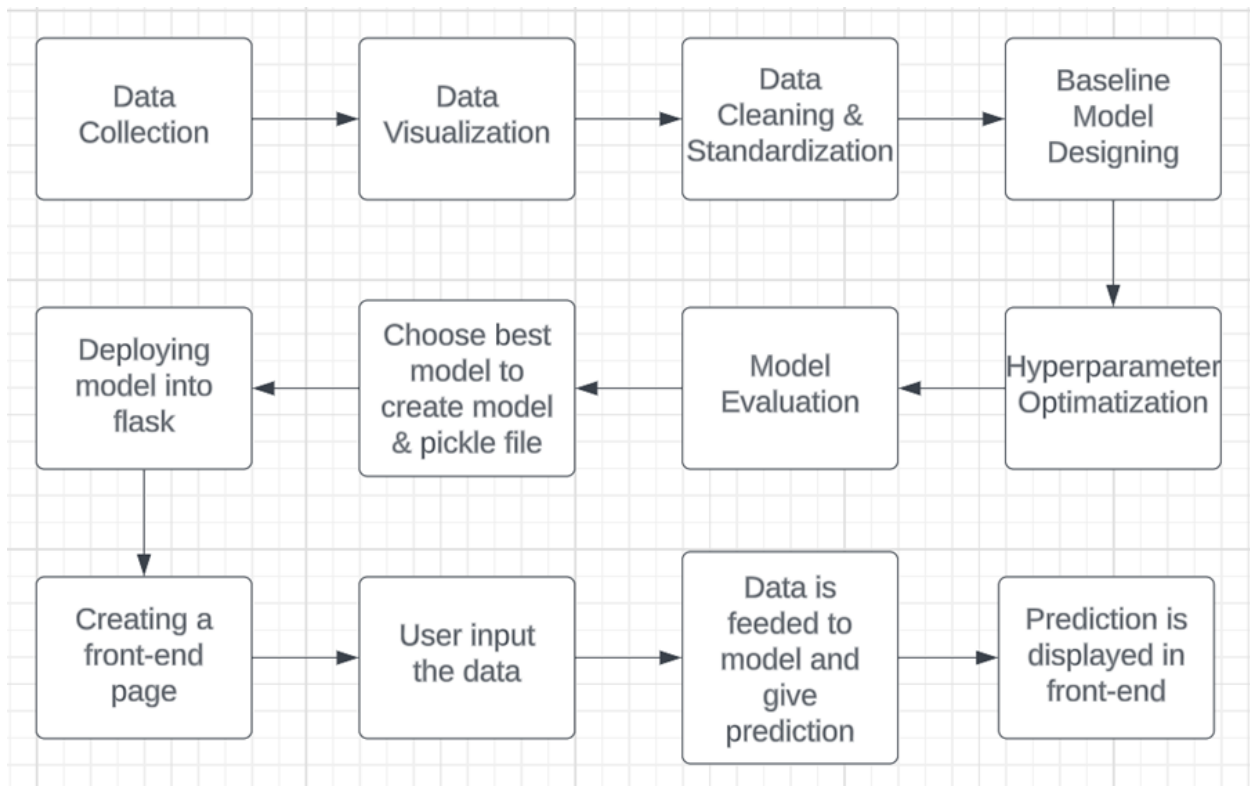 Data
Collection
Data
Visualization
Data
Cleaning &
Standardization
Baseline
Model
Designing
Hyperparameter
Optimatization
Model
Evaluation
Choose best
model to
create model
& pickle file
Deploying
model into
flask
Creating a
front-end
page
User input
the data
Data is
feeded to
model and
give
prediction
Prediction is
displayed in
front-end